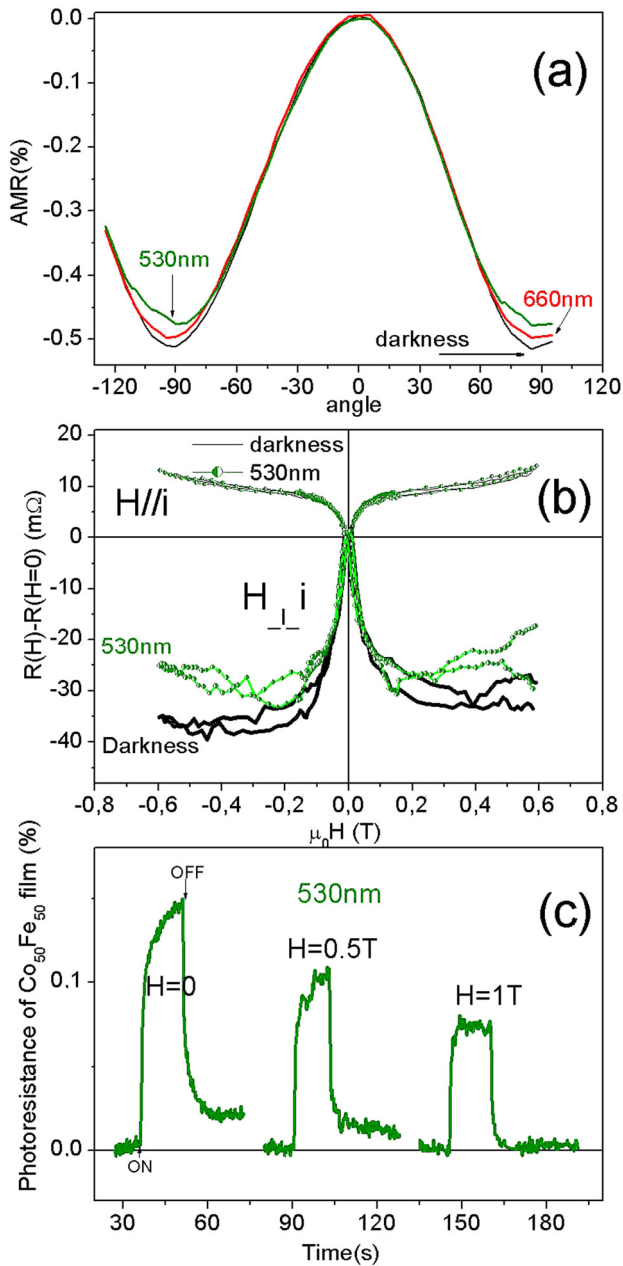 0.0
(a)
-0.1
-0.2
AMR(%)
-0.3
530nm
-0.4
660nm
darkness
-0.5
-120 -90 -60 -30 0 30 60 90 120
angle
20
darkness
530nm
10
H//i
(b)
0
R(H)-R(H=0) (mΩ)
-10
H_|_i
-20
530nm
-30
Darkness
-40
-0,8 -0,6 -0,4 -0,2 0,0 0,2 0,4 0,6 0,8
μ0H (T)
Photoresistance of Co50Fe50 film (%)
OFF
530nm
(c)
H=0.5T
0.1
H=0
H=1T
0.0
ON
30 60 90 120 150 180
Time(s)